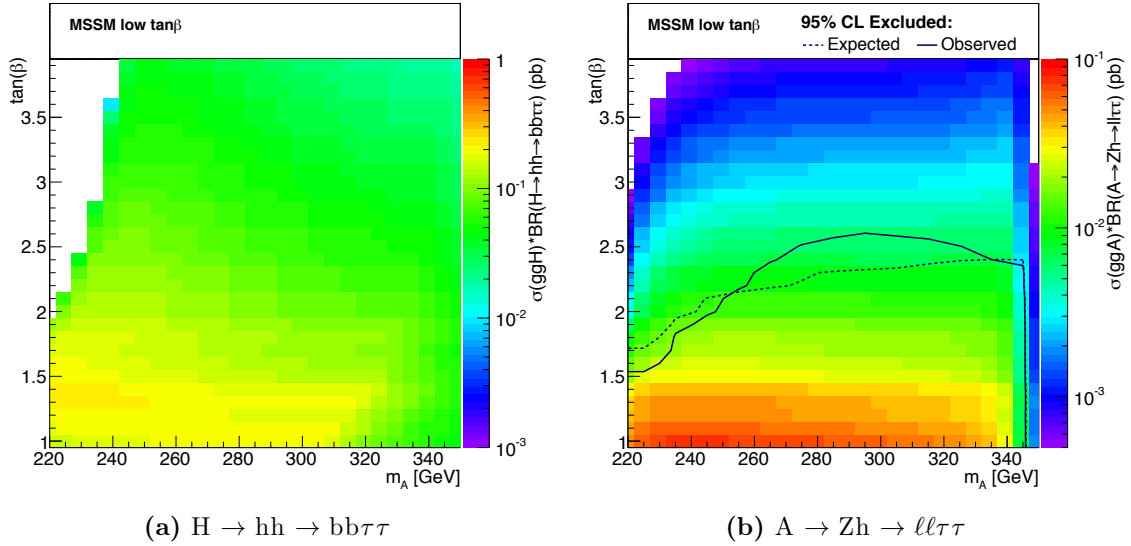 MSSM low tanβ
tan(β)
3.5
3
2.5
2
1.5
1
220 240 260 280 300 320 340
m_A [GeV]
1
10^-1
10^-2
10^-3
σ(ggH)*BR(H→hh→bbττ) (pb)
(a) H → hh → bbττ
MSSM low tanβ
95% CL Excluded:
Expected Observed
tan(β)
3.5
3
2.5
2
1.5
1
220 240 260 280 300 320 340
m_A [GeV]
10^-1
10^-2
10^-3
σ(ggA)*BR(A→Zh→llττ) (pb)
(b) A → Zh → ℓℓττ